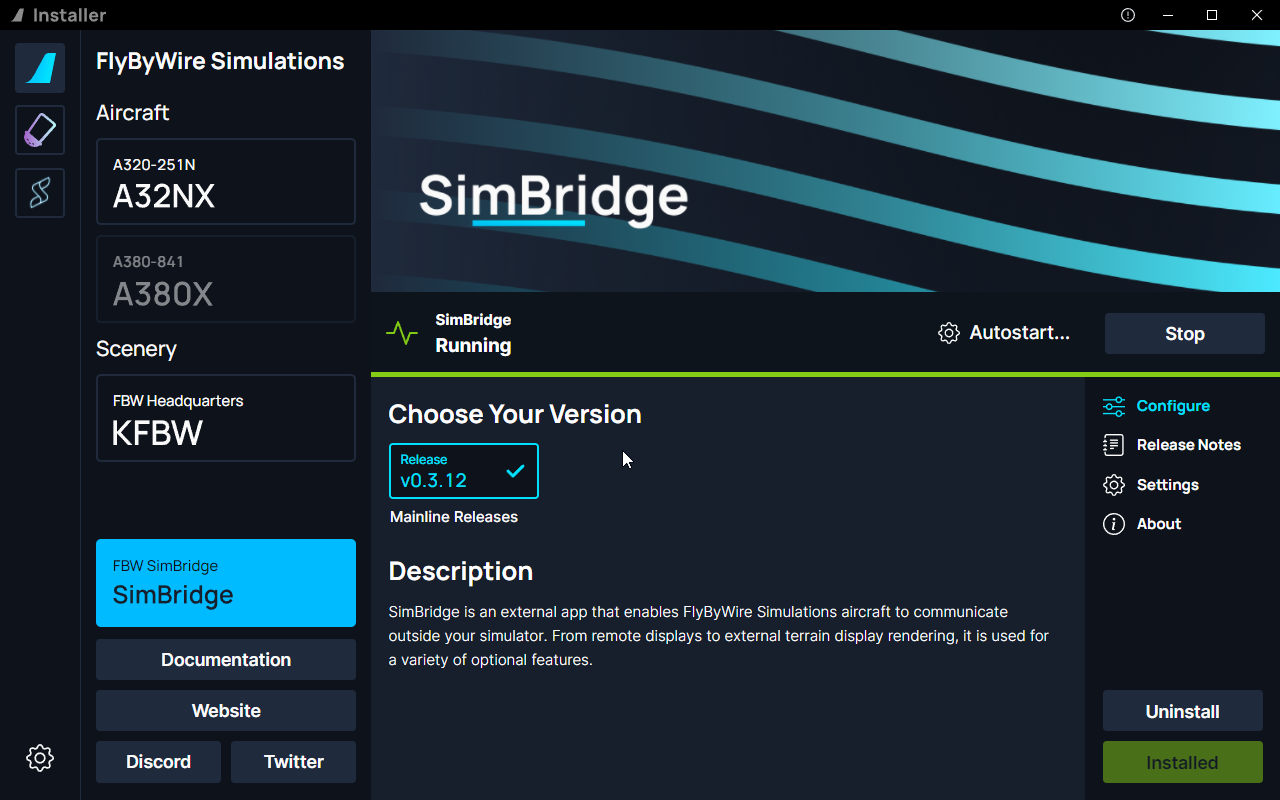 Installer
FlyByWire Simulations
Aircraft
A320-251N
A32NX
A380-841
A380X
Scenery
FBW Headquarters
KFBW
FBW SimBridge
SimBridge
Documentation
Website
Discord
Twitter
SimBridge
SimBridge
Running
Autostart...
Stop
Choose Your Version
Release
v0.3.12
Mainline Releases
Description
SimBridge is an external app that enables FlyByWire Simulations aircraft to communicate
outside your simulator. From remote displays to external terrain display rendering, it is used for
a variety of optional features.
Configure
Release Notes
Settings
About
Uninstall
Installed